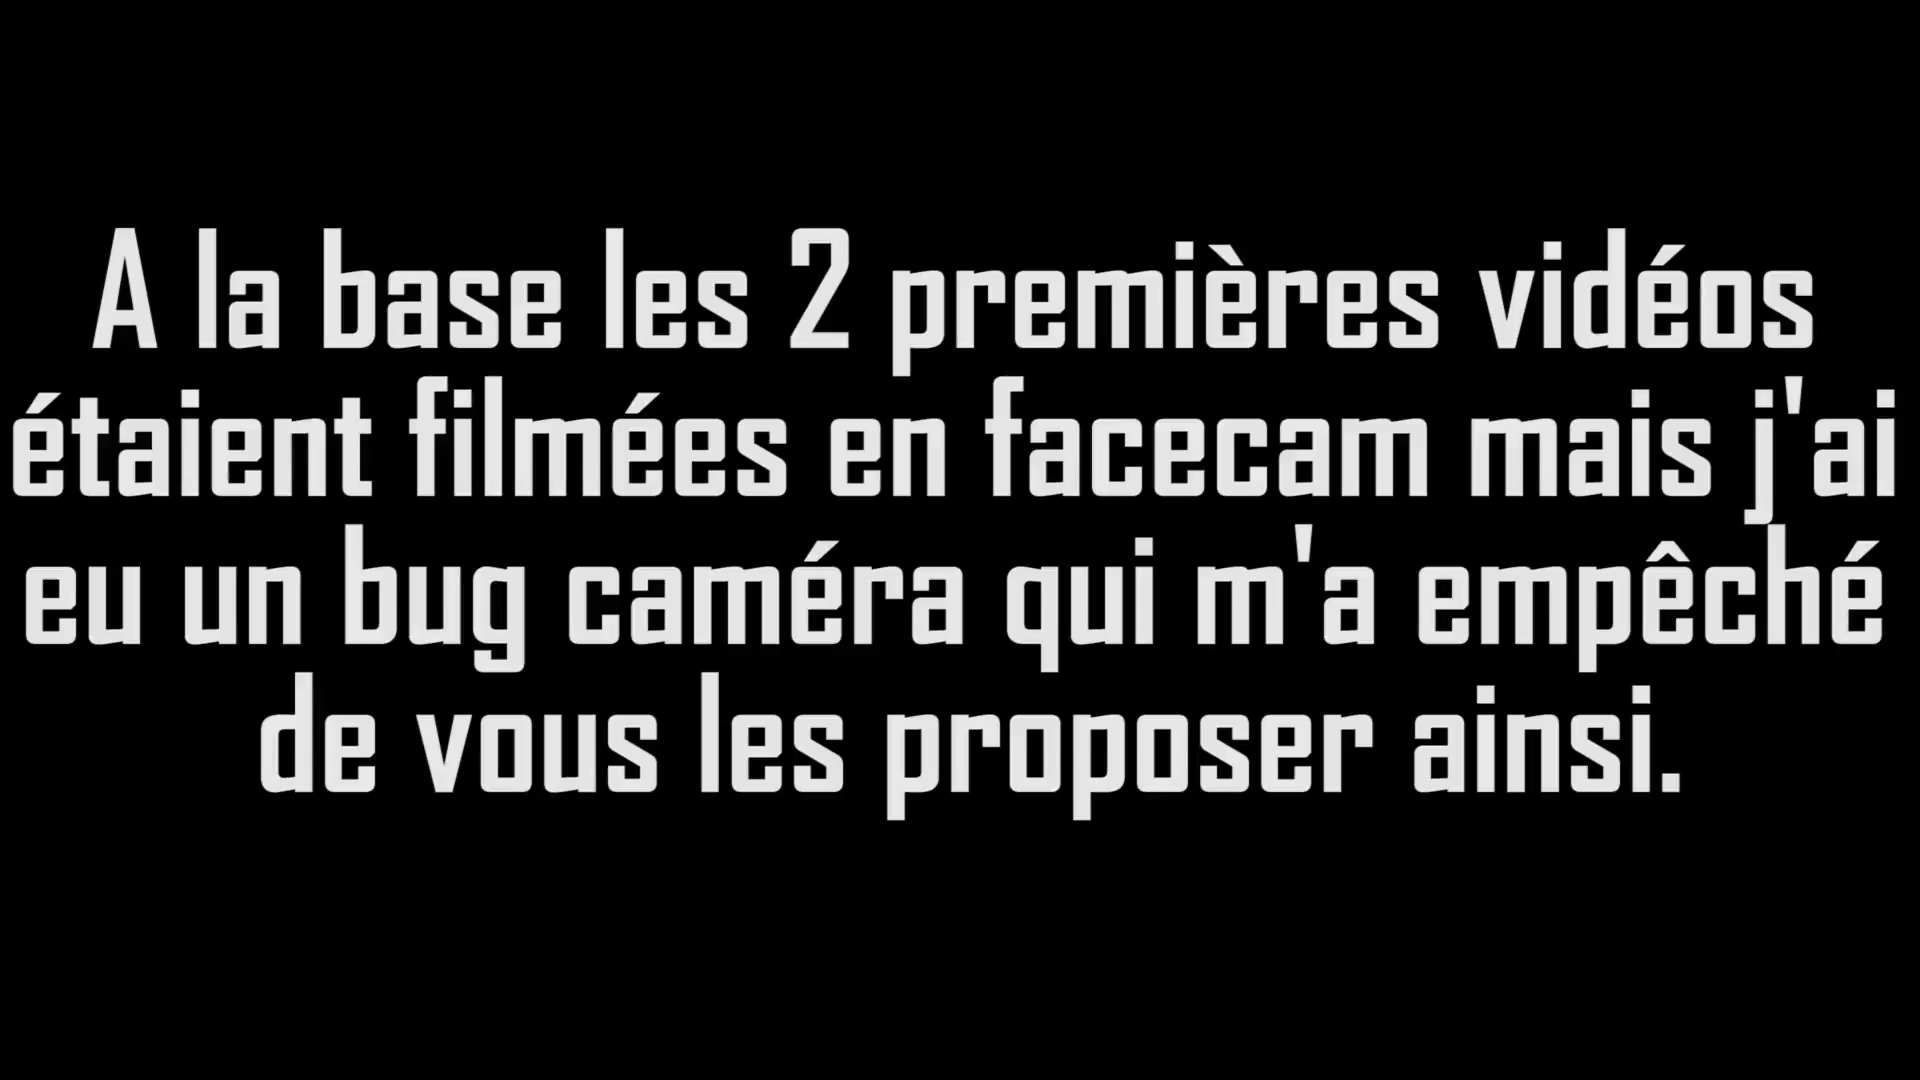 A la base les 2 premières vidéos
étaient filmées en facecam mais j'ai
eu un bug caméra qui m'a empêché
de vous les proposer ainsi.